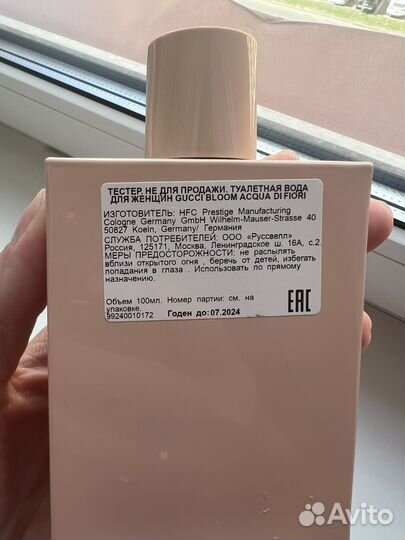 ТЕСТЕР. НЕ ДЛЯ ПРОДАЖИ. ТУАЛЕТНАЯ ВОДА
ДЛЯ ЖЕНЩИН GUCCI BLOOM ACQUA DI FIORI
ИЗГОТОВИТЕЛЬ: HFC Prestige Manufacturing
Cologne Germany GmbH Wilhelm-Mauser-Strasse 40
50827 Koeln, Germany/ Германия
СЛУЖБА ПОТРЕБИТЕЛЕЙ: ООО «Руссвелл»
Россия, 125171, Москва, Ленинградское ш. 16А, с.2.
МЕРЫ ПРЕДОСТОРОЖНОСТИ: не распылять
вблизи открытого огня , беречь от детей, избегать
попадания в глаза . Использовать по прямому
назначению.
Объем 100мл. Номер партии: см. на
упаковке.
99240010172 Годен до: 07.2024
EAC
Avito